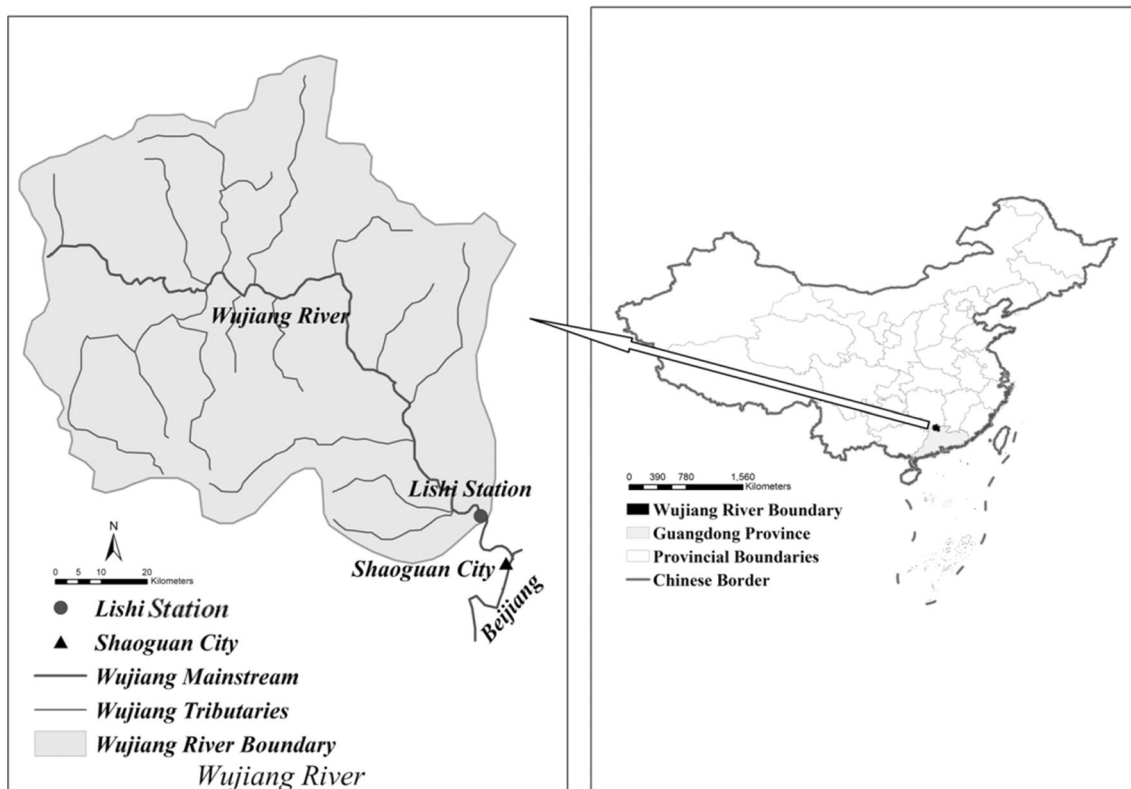 Wujiang River
Lishi Station
Shaoguan City
Beijiang
N
0 5 10 20
Kilometers
Lishi Station
Shaoguan City
Wujiang Mainstream
Wujiang Tributaries
Wujiang River Boundary
Wujiang River
0 390 780 1,560
Kilometers
Wujiang River Boundary
Guangdong Province
Provincial Boundaries
Chinese Border